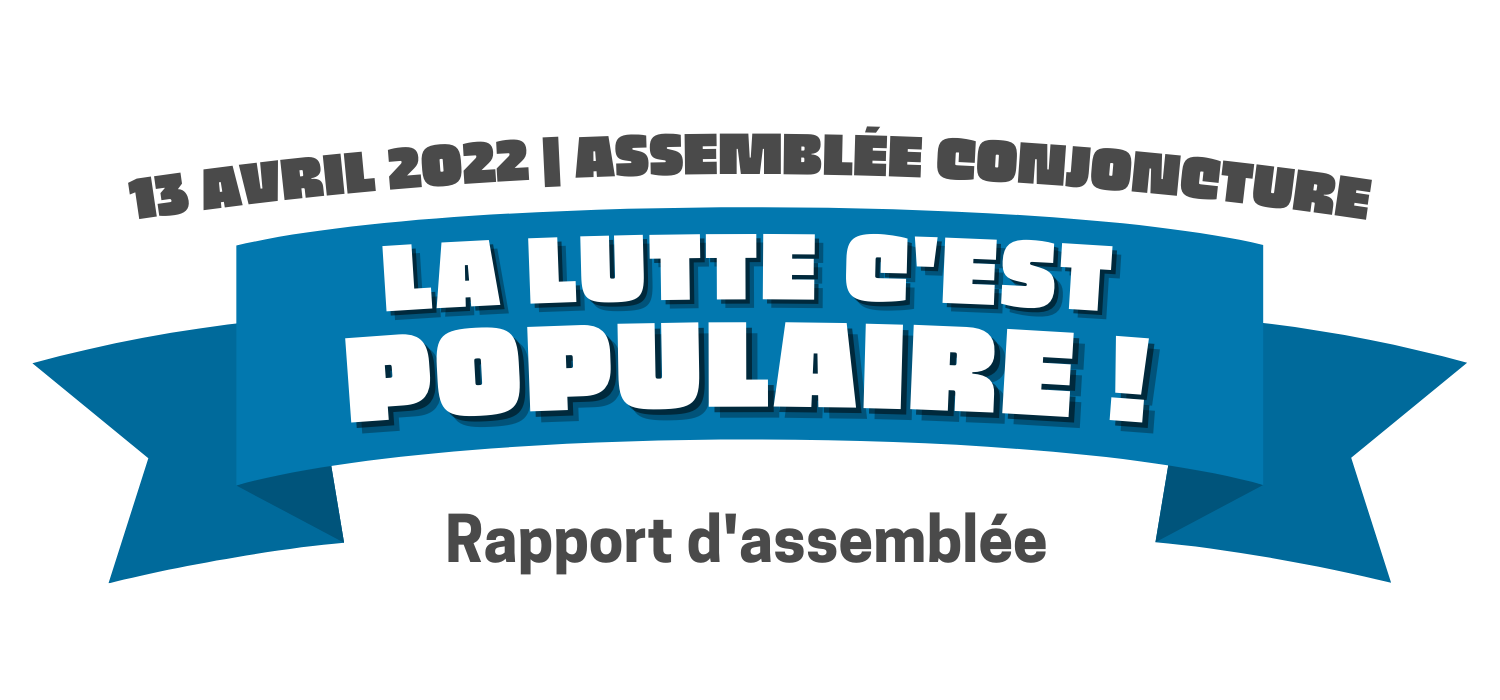 13 AVRIL 2022 | ASSEMBLÉE CONJONCTURE
LA LUTTE C'EST
POPULAIRE !
Rapport d'assemblée